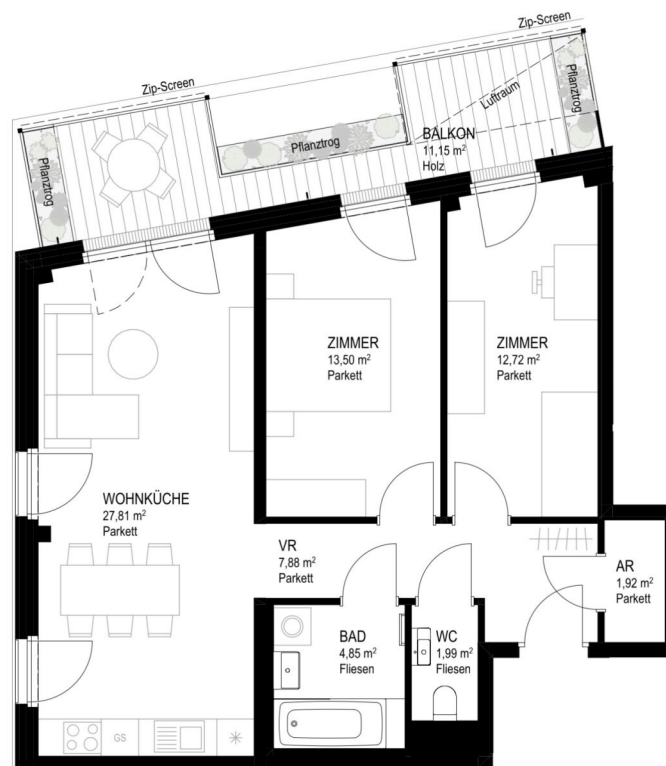 Zip-Screen
Zip-Screen
Pflanztrog
Luftraum
Pflanztrog
Pflanztrog
BALKON
11,15 m²
Holz
ZIMMER
13,50 m²
Parkett
ZIMMER
12,72 m²
Parkett
WOHNKÜCHE
27,81 m²
Parkett
VR
7,88 m²
Parkett
AR
1,92 m²
Parkett
BAD
4,85 m²
Fliesen
WC
1,99 m²
Fliesen
GS